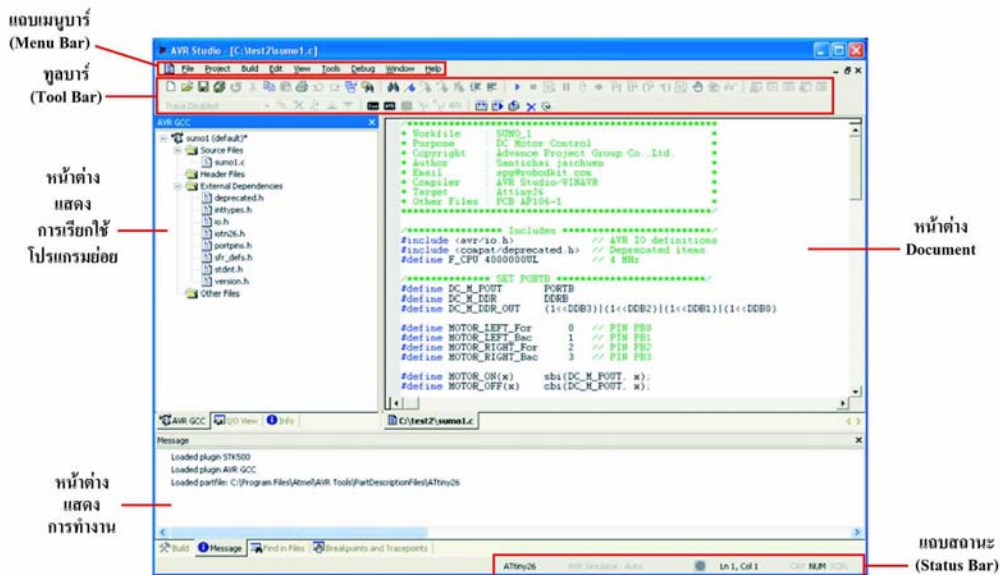 แถบเมนูบาร์
(Menu Bar)
ทูลบาร์
(Tool Bar)
หน้าต่าง
แสดง
การเรียกใช้
โปรแกรมย่อย
หน้าต่าง
แสดง
การทำงาน
หน้าต่าง
Document
แถบสถานะ
(Status Bar)
AVR Studio - [C:\test2\sumo1.c]
File Project Build Edit View Tools Debug Window Help
Trace Disabled
AVR GCC
sumo1 (default)*
Source Files
sumo1.c
Header Files
External Dependencies
deprecated.h
inttypes.h
io.h
iotn26.h
portpins.h
sfr_defs.h
stdint.h
version.h
Other Files
AVR GCC I/O View Info
/*******************************************
* Workfile : SUMO_1 *
* Purpose : DC Motor Control *
* Copyright : Advance Project Group Co.,Ltd. *
* Author : Santichai jaichuen *
* Email : apg@robodkit.com *
* Compiler : AVR Studio/WINAVR *
* Target : Attiny26 *
* Other Files : PCB AP106-1 *
*******************************************/
/*************** Includes *******************/
#include <avr/io.h> // AVR IO definitions
#include <compat/deprecated.h> // Deprecated items
#define F_CPU 4000000UL // 4 MHz
/*************** SET PORTB *******************/
#define DC_M_POUT PORTB
#define DC_M_DDR DDRB
#define DC_M_DDR_OUT (1<<DDB3)|(1<<DDB2)|(1<<DDB1)|(1<<DDB0)
#define MOTOR_LEFT_For 0 // PIN PB0
#define MOTOR_LEFT_Bac 1 // PIN PB1
#define MOTOR_RIGHT_For 2 // PIN PB2
#define MOTOR_RIGHT_Bac 3 // PIN PB3
#define MOTOR_ON(x) sbi(DC_M_POUT, x);
#define MOTOR_OFF(x) cbi(DC_M_POUT, x);
C:\test2\sumo1.c
Message
Loaded plugin STK500
Loaded plugin AVR GCC
Loaded partfile: C:\Program Files\Atmel\AVR Tools\PartDescriptionFiles\ATtiny26
Build Message Find in Files Breakpoints and Tracepoints
ATtiny26 AVR Simulator Auto Ln 1, Col 1 CAP NUM SCRL